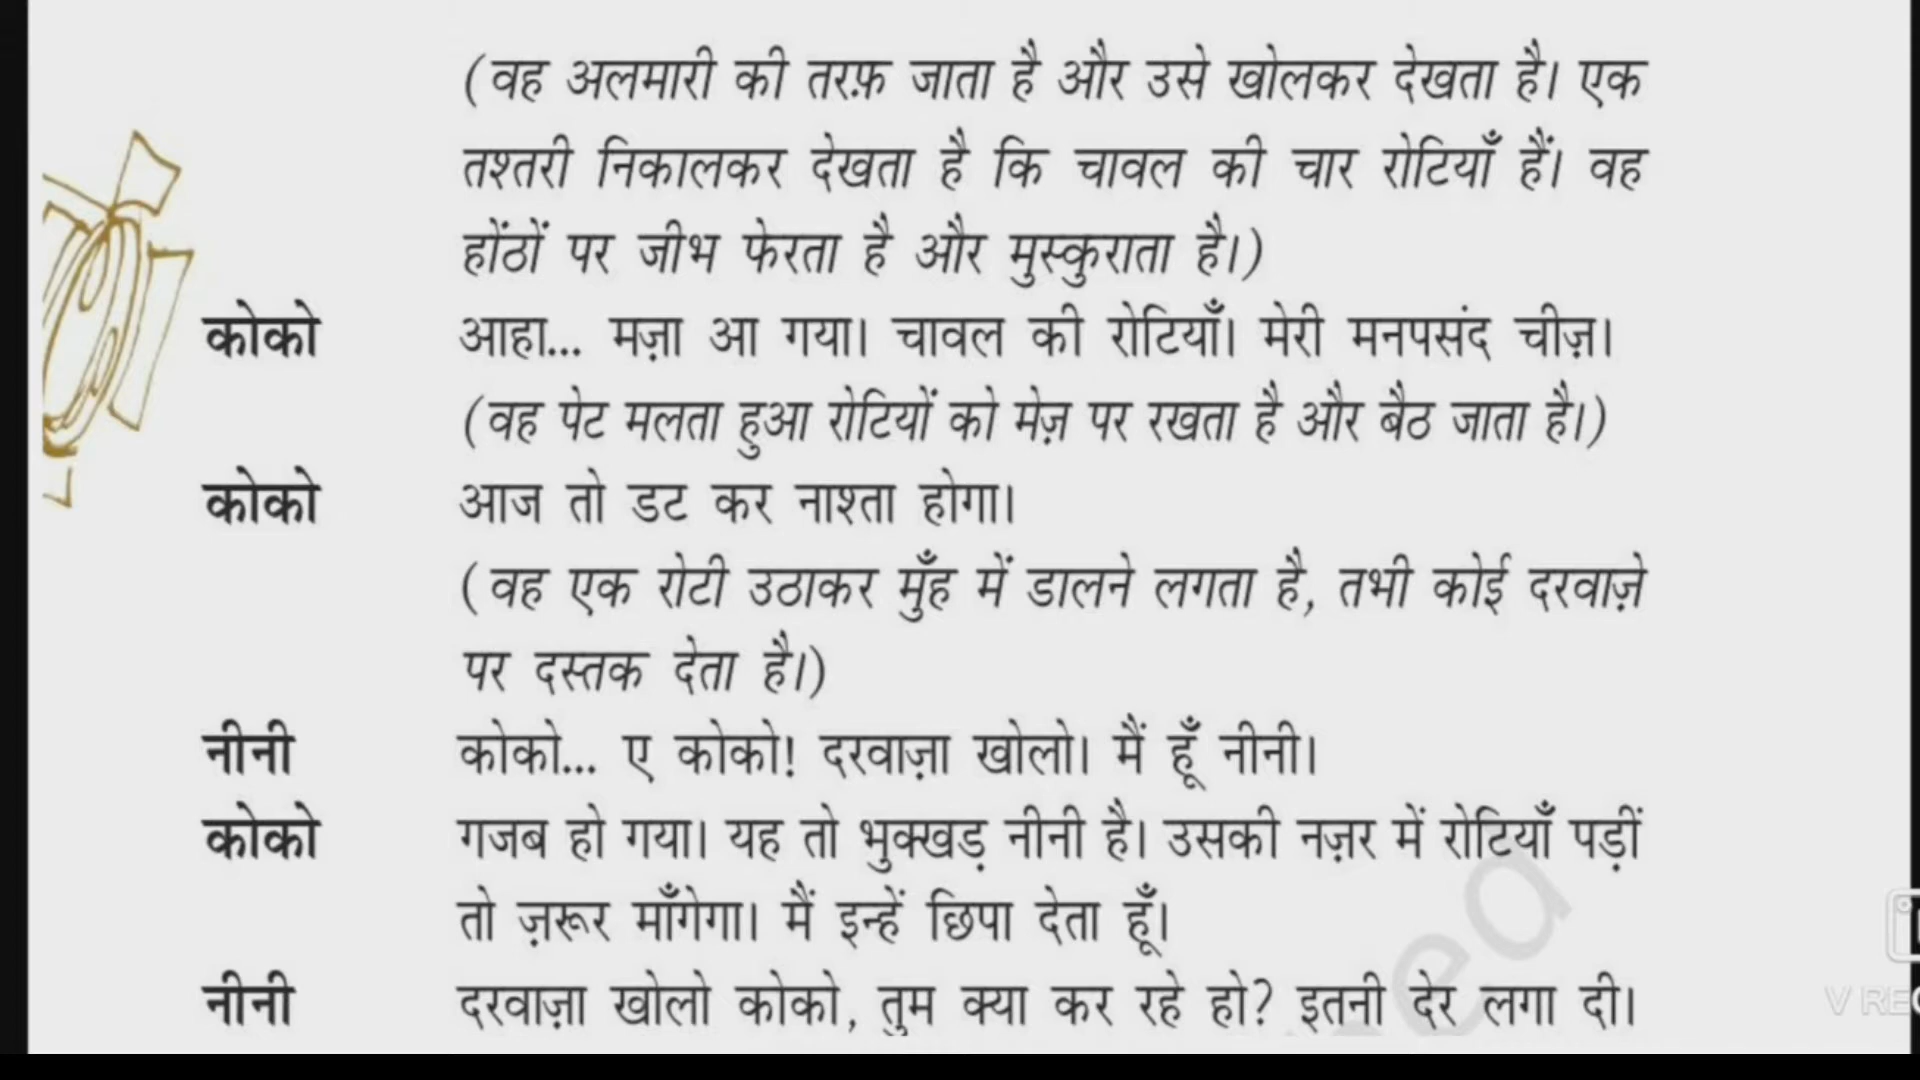 (वह अलमारी की तरफ़ जाता है और उसे खोलकर देखता है। एक
तश्तरी निकालकर देखता है कि चावल की चार रोटियाँ हैं। वह
होंठों पर जीभ फेरता है और मुस्कुराता है।)
कोको आहा... मज़ा आ गया। चावल की रोटियाँ। मेरी मनपसंद चीज़।
(वह पेट मलता हुआ रोटियों को मेज़ पर रखता है और बैठ जाता है।)
कोको आज तो डट कर नाश्ता होगा।
(वह एक रोटी उठाकर मुँह में डालने लगता है, तभी कोई दरवाज़े
पर दस्तक देता है।)
नीनी कोको... ए कोको! दरवाज़ा खोलो। मैं हूँ नीनी।
कोको गजब हो गया। यह तो भुक्खड़ नीनी है। उसकी नज़र में रोटियाँ पड़ीं
तो ज़रूर माँगेगा। मैं इन्हें छिपा देता हूँ।
नीनी दरवाज़ा खोलो कोको, तुम क्या कर रहे हो? इतनी देर लगा दी।